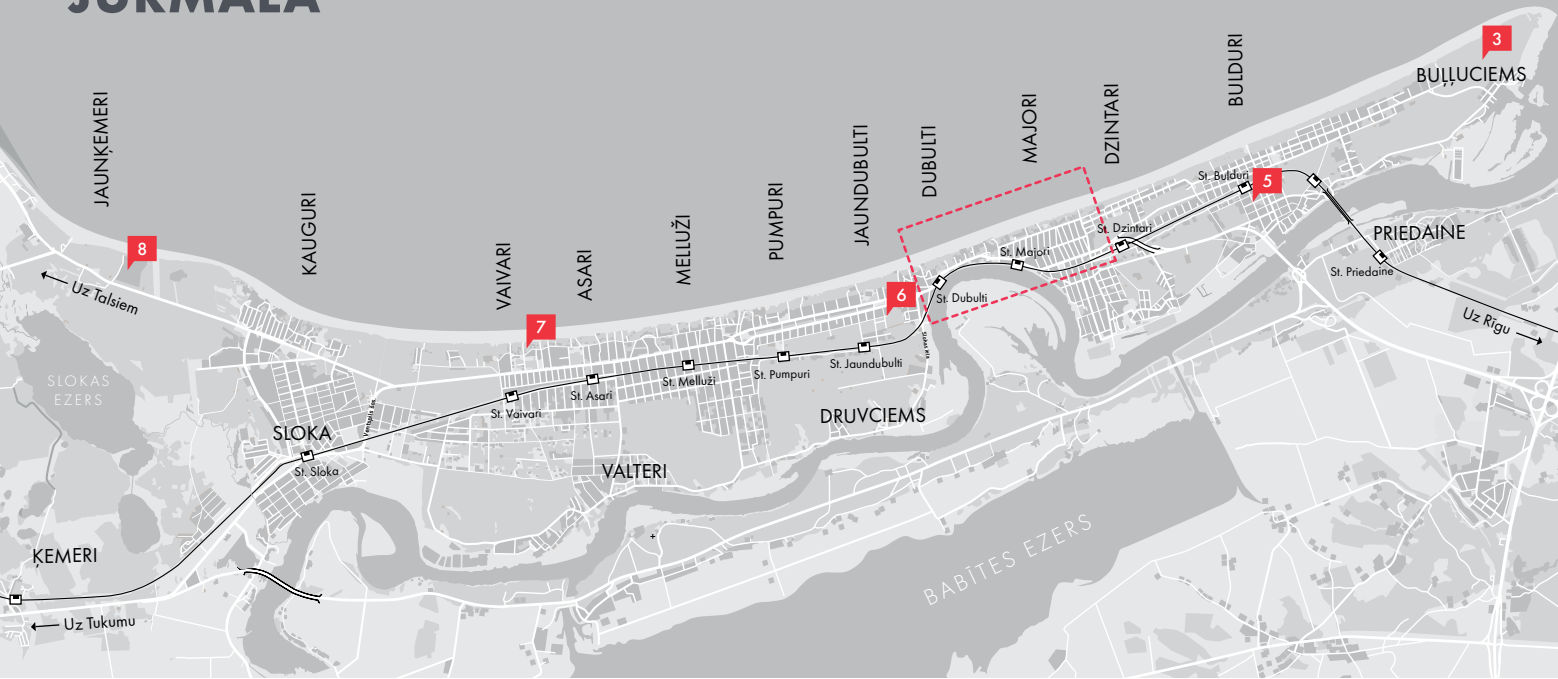 JŪRMALA
3
BUĻĻUCIEMS
BULDURI
DZINTARI
MAJORI
DUBULTI
JAUNDUBULTI
PUMPURI
MELLUŽI
ASARI
VAIVARI
KAUGURI
JAUNĶEMERI
8
Uz Talsiem
7
6
5
St. Bulduri
St. Dzintari
St. Majori
St. Dubulti
PRIEDAINE
St. Priedaine
Uz Rīgu
SLOKAS
EZERS
St. Jaundubulti
St. Pumpuri
St. Melluži
St. Asari
St. Vaivari
DRUVCIEMS
SLOKA
St. Sloka
VALTERI
ĶEMERI
Uz Tukumu
BABĪTES EZERS
Ventspils šos.